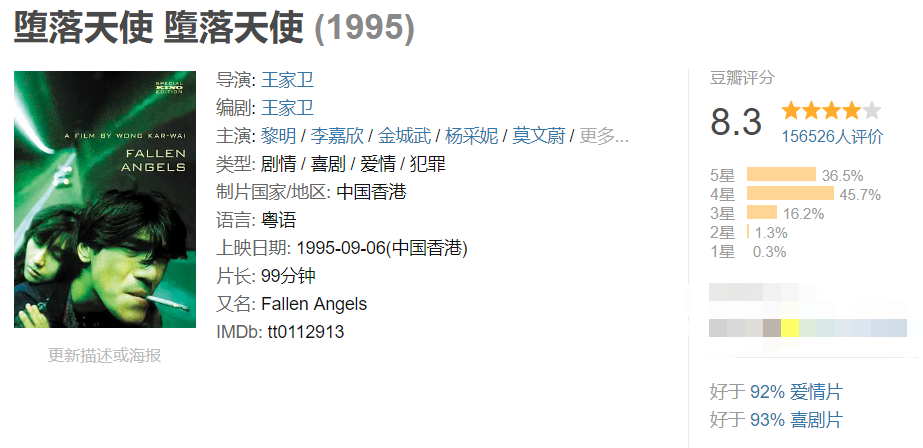 堕落天使 墮落天使 (1995)
SPECIAL
KINO
EDITION
A FILM BY WONG KAR-WAI
FALLEN
ANGELS
更新描述或海报
导演: 王家卫
编剧: 王家卫
主演: 黎明 / 李嘉欣 / 金城武 / 杨采妮 / 莫文蔚 / 更多...
类型: 剧情 / 喜剧 / 爱情 / 犯罪
制片国家/地区: 中国香港
语言: 粤语
上映日期: 1995-09-06(中国香港)
片长: 99分钟
又名: Fallen Angels
IMDb: tt0112913
豆瓣评分
8.3
156526人评价
5星 36.5%
4星 45.7%
3星 16.2%
2星 1.3%
1星 0.3%
好于 92% 爱情片
好于 93% 喜剧片